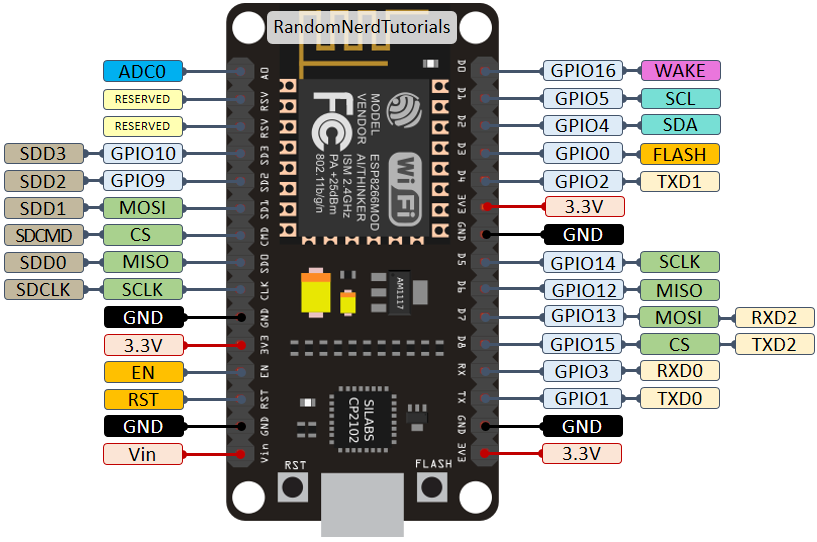 RandomNerdTutorials
ADC0 A0 D0 GPIO16 WAKE
RESERVED RSV D1 GPIO5 SCL
RESERVED RSV D2 GPIO4 SDA
SDD3 GPIO10 SD3 D3 GPIO0 FLASH
SDD2 GPIO9 SD2 D4 GPIO2 TXD1
SDD1 MOSI SD1 3V3 3.3V
SDCMD CS CMD GND GND
SDD0 MISO SD0 D5 GPIO14 SCLK
SDCLK SCLK CLK D6 GPIO12 MISO
GND GND D7 GPIO13 MOSI RXD2
3.3V 3V3 D8 GPIO15 CS TXD2
EN EN RX GPIO3 RXD0
RST RST TX GPIO1 TXD0
GND GND GND GND
Vin Vin 3V3 3.3V
MODEL ESP8266MOD
VENDOR AI/THINKER
ISM 2.4GHz
PA +25dBm
802.11b/g/n
FC
Wi Fi
AM1117
SILABS
CP2102
RST FLASH